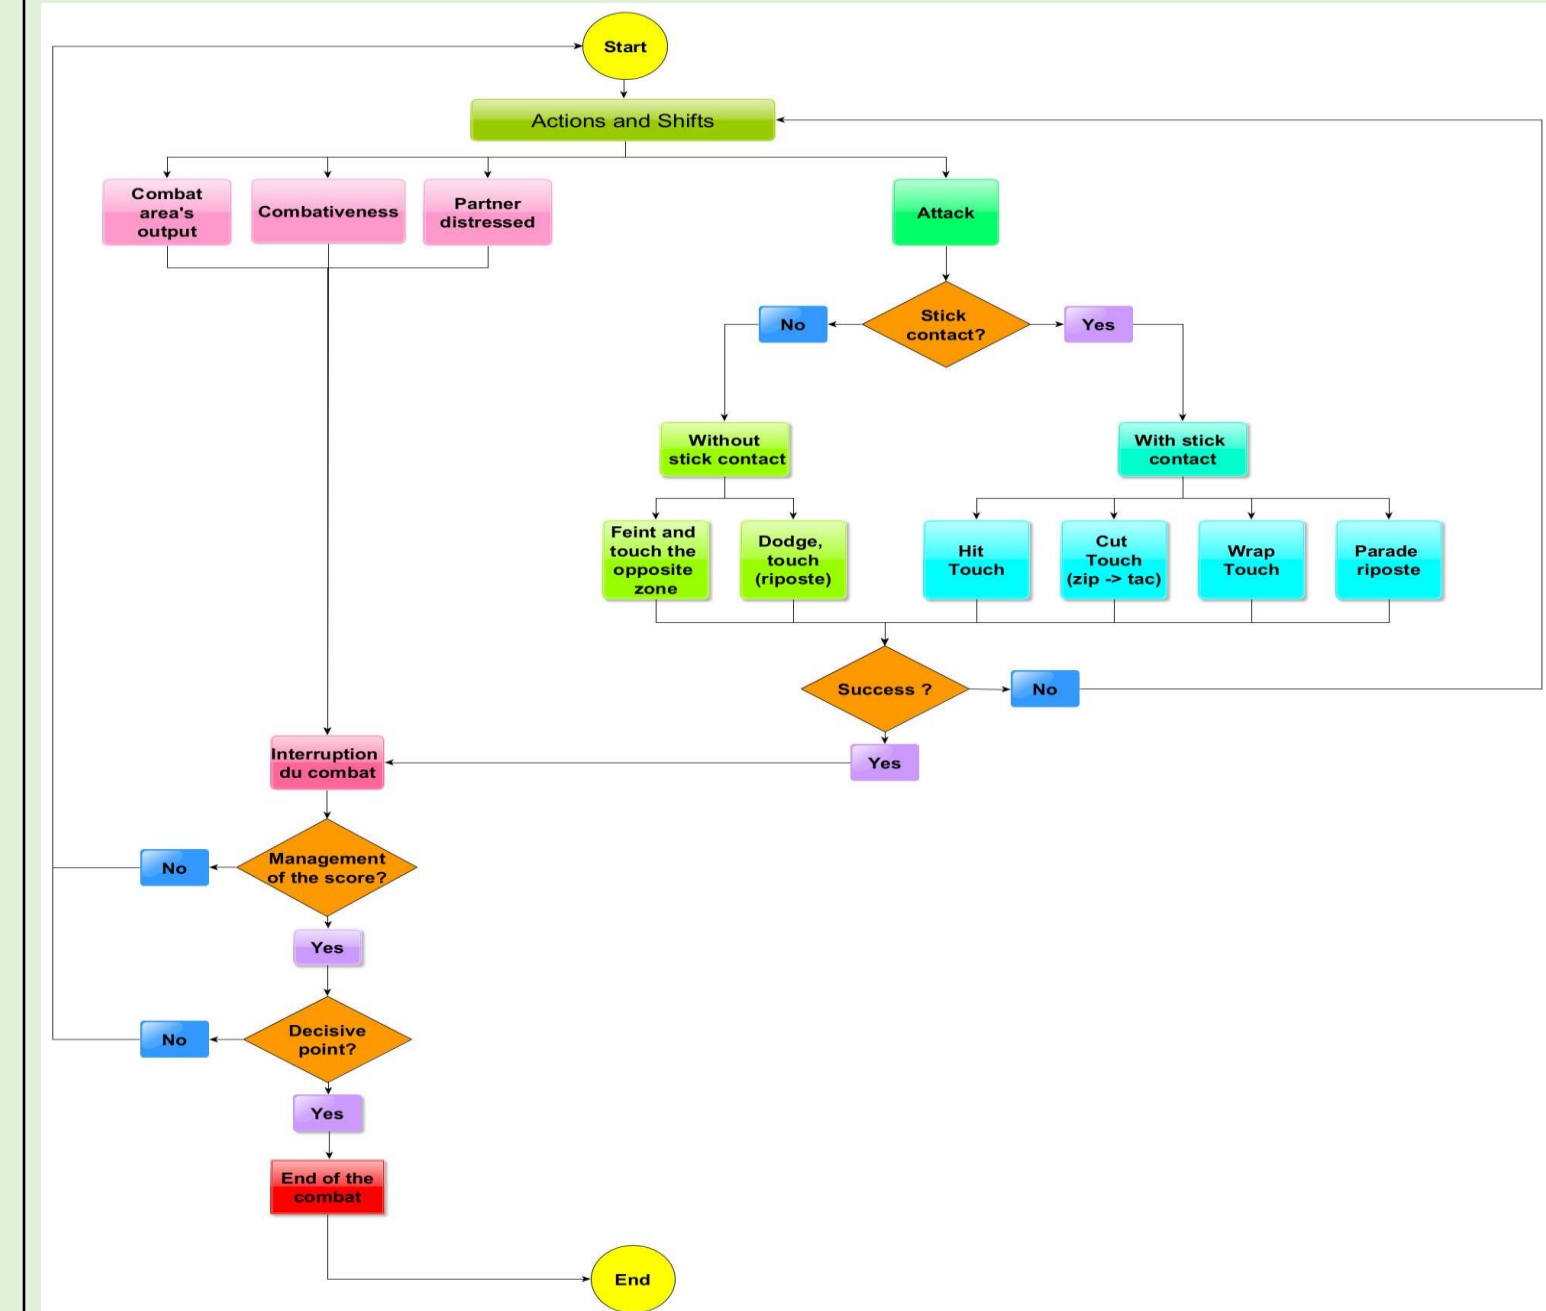 Start
Actions and Shifts
Combat
area's
output
Combativeness
Partner
distressed
Attack
Stick
contact?
No
Yes
Without
stick contact
With stick
contact
Feint and
touch the
opposite
zone
Dodge,
touch
(riposte)
Hit
Touch
Cut
Touch
(zip -> tac)
Wrap
Touch
Parade
riposte
Success ?
No
Yes
Interruption
du combat
Management
of the score?
No
Yes
Decisive
point?
No
Yes
End of the
combat
End